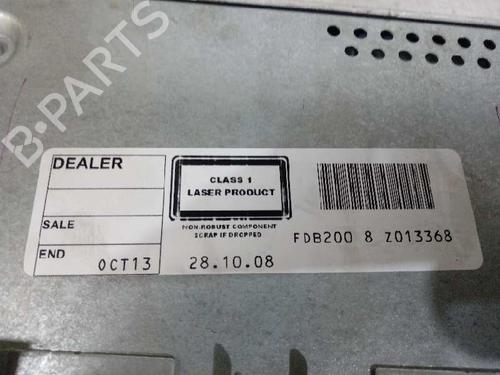 B-PARTS
DEALER
SALE
END
OCT13
CLASS 1
LASER PRODUCT
NON-ROBUST COMPONENT
SCRAP IF DROPPED
28.10.08
FDB200 8 Z013368